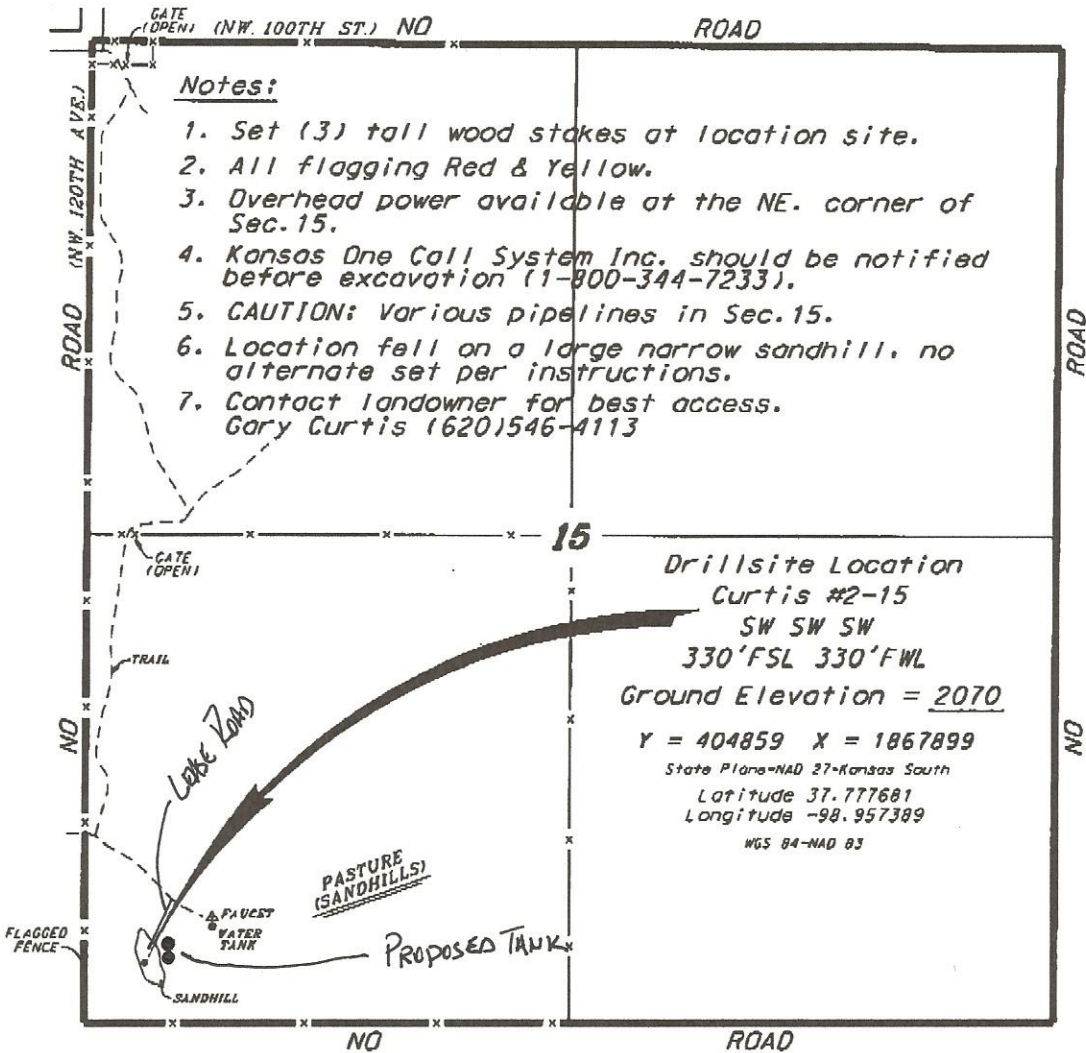 GATE
(OPEN)
(NW. 100TH ST.) NO ROAD
(NW. 120TH AVE.)
ROAD
NO
Notes:
1. Set (3) tall wood stakes at location site.
2. All flagging Red & Yellow.
3. Overhead power available at the NE. corner of
Sec. 15.
4. Kansas One Call System Inc. should be notified
before excavation (1-800-344-7233).
5. CAUTION: Various pipelines in Sec. 15.
6. Location fell on a large narrow sandhill, no
alternate set per instructions.
7. Contact landowner for best access.
Gary Curtis (620)546-4113
ROAD
NO
15
GATE
(OPEN)
Drillsite Location
Curtis #2-15
SW SW SW
330'FSL 330'FWL
Ground Elevation = 2070
Y = 404859 X = 1867899
State Plane-NAD 27-Kansas South
Latitude 37.777681
Longitude -98.957389
WGS 84-NAD 83
TRAIL
LEASE ROAD
PASTURE
(SANDHILLS)
FAUCET
WATER
TANK
PROPOSED TANK
FLAGGED
FENCE
SANDHILL
NO ROAD